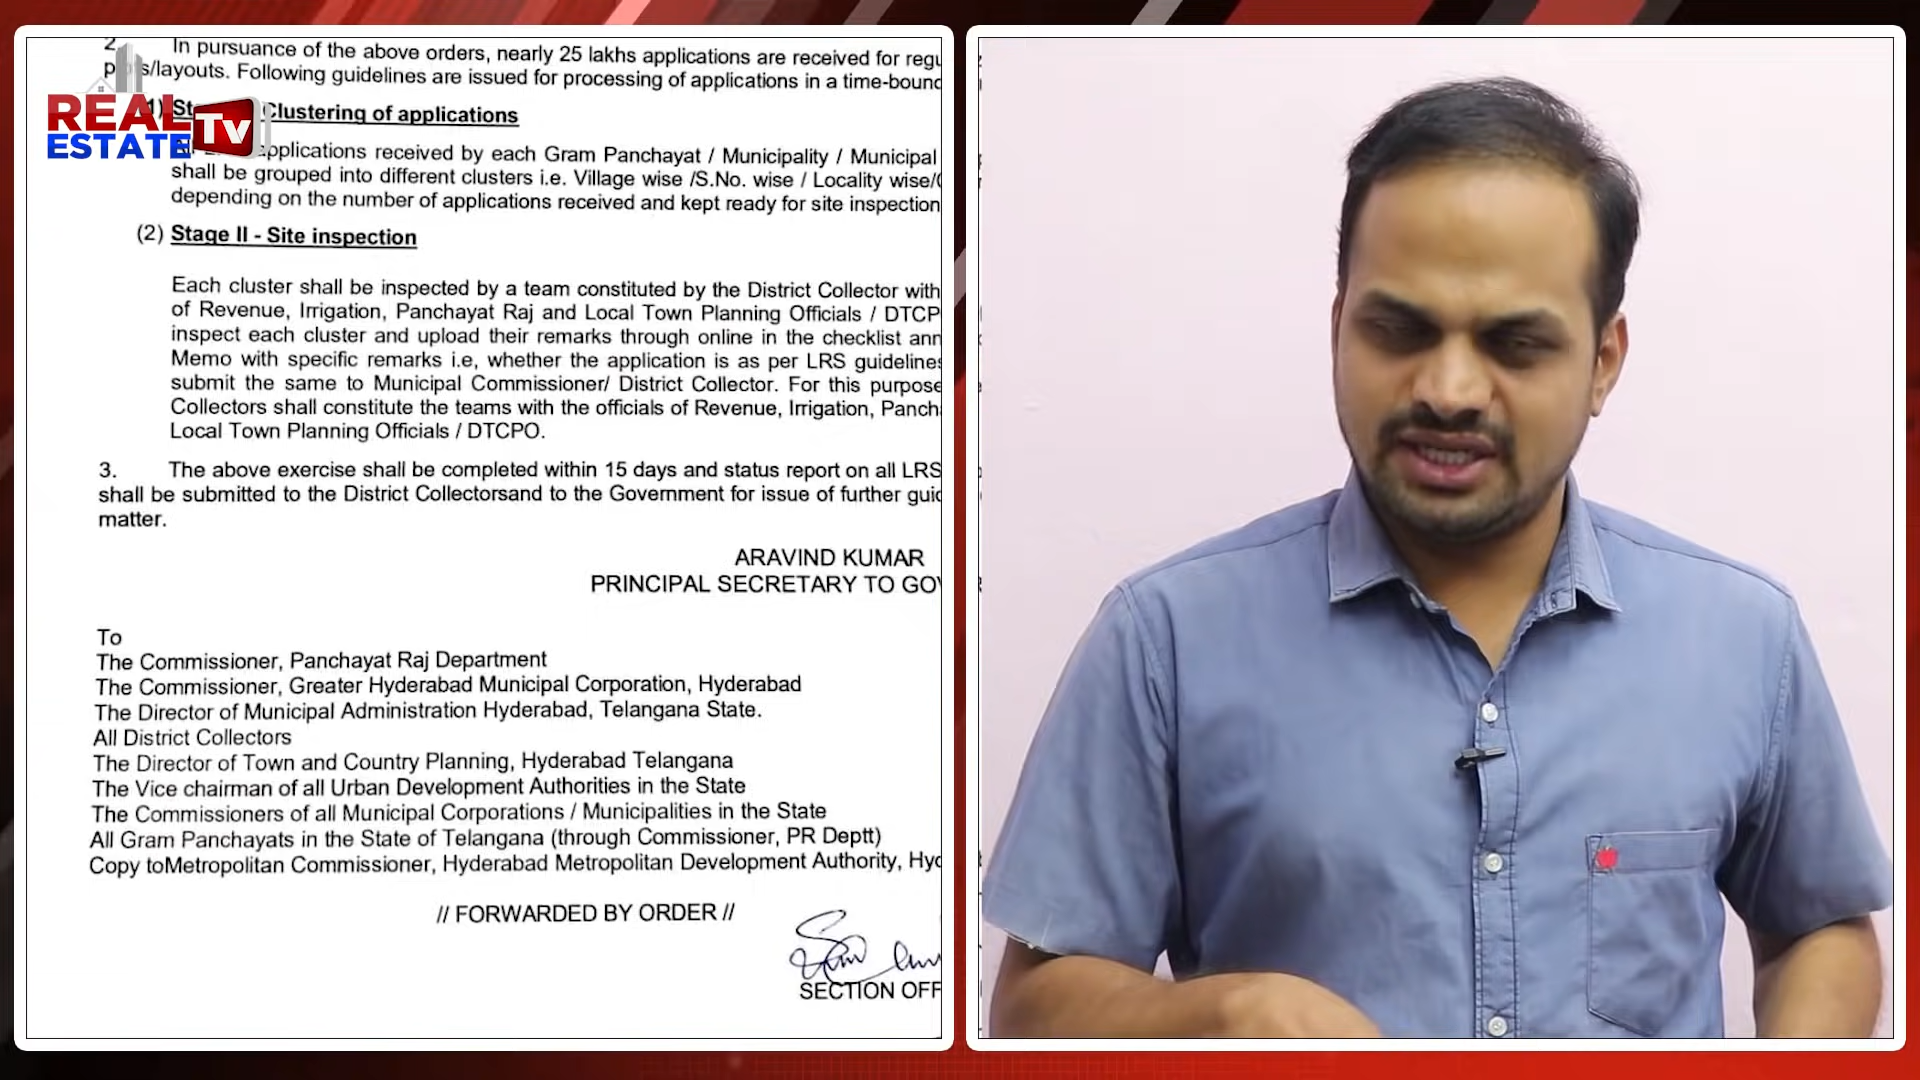 2. In pursuance of the above orders, nearly 25 lakhs applications are received for
/layouts. Following guidelines are issued for processing of applications in a
REAL
ESTATE
Tv
1) Clustering of applications
applications received by each Gram Panchayat / Municipality / Municipal
shall be grouped into different clusters i.e. Village wise /S.No. wise / Locality wise/
depending on the number of applications received and kept ready for site inspection
(2) Stage II - Site inspection
Each cluster shall be inspected by a team constituted by the District Collector with
of Revenue, Irrigation, Panchayat Raj and Local Town Planning Officials /
inspect each cluster and upload their remarks through online in the checklist
Memo with specific remarks i.e, whether the application is as per LRS guidelines
submit the same to Municipal Commissioner/ District Collector. For this purpose
Collectors shall constitute the teams with the officials of Revenue, Irrigation,
Local Town Planning Officials / DTCPO.
3. The above exercise shall be completed within 15 days and status report on all LRS
shall be submitted to the District Collectorsand to the Government for issue of further
matter.
ARAVIND KUMAR
PRINCIPAL SECRETARY TO
To
The Commissioner, Panchayat Raj Department
The Commissioner, Greater Hyderabad Municipal Corporation, Hyderabad
The Director of Municipal Administration Hyderabad, Telangana State.
All District Collectors
The Director of Town and Country Planning, Hyderabad Telangana
The Vice chairman of all Urban Development Authorities in the State
The Commissioners of all Municipal Corporations / Municipalities in the State
All Gram Panchayats in the State of Telangana (through Commissioner, PR Deptt)
Copy toMetropolitan Commissioner, Hyderabad Metropolitan Development Authority,
// FORWARDED BY ORDER //
SECTION